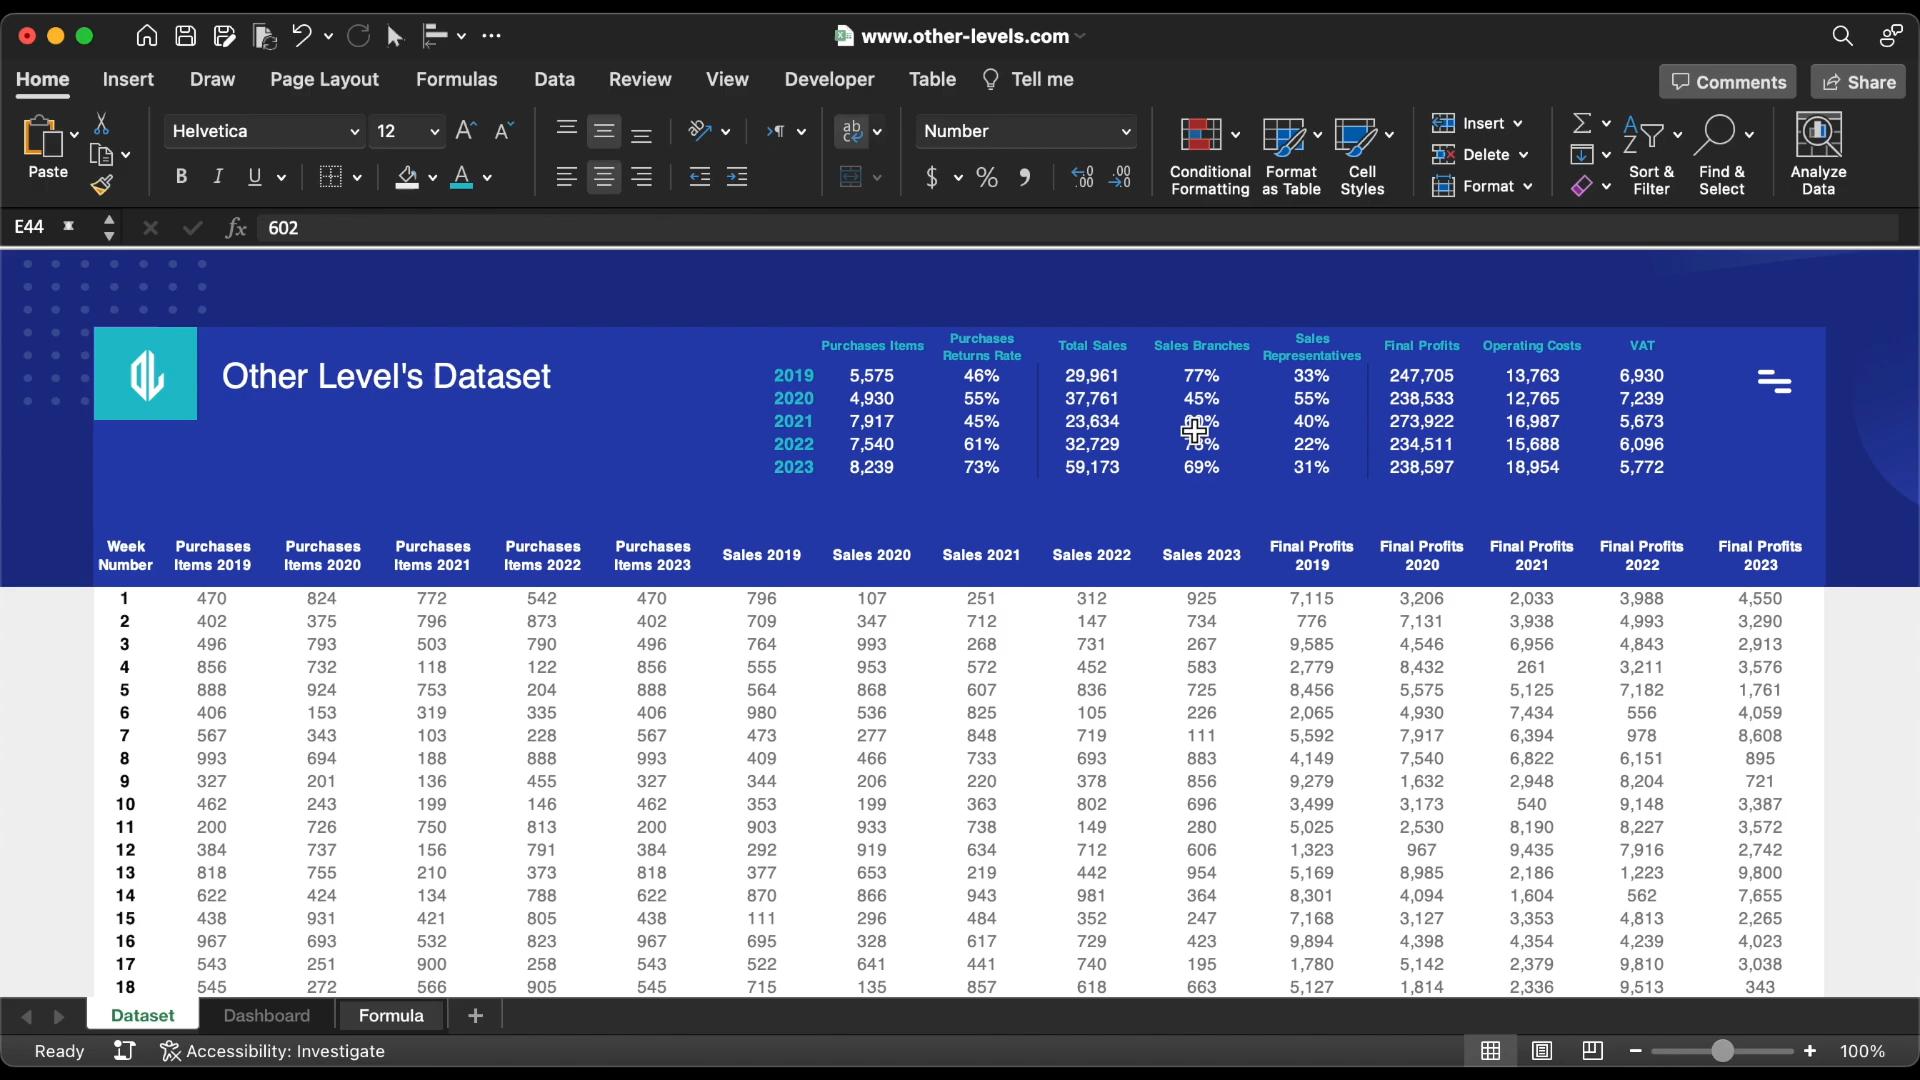 www.other-levels.com
Home Insert Draw Page Layout Formulas Data Review View Developer Table Tell me Comments Share
Paste
Helvetica 12
B I U A
ab
Number
$ % 9 .00 .00
Conditional Formatting
Format as Table
Cell Styles
Insert
Delete
Format
Sort & Filter
Find & Select
Analyze Data
E44 fx 602
Other Level's Dataset
Purchases Items Purchases Returns Rate Total Sales Sales Branches Sales Representatives Final Profits Operating Costs VAT
2019 5,575 46% 29,961 77% 33% 247,705 13,763 6,930
2020 4,930 55% 37,761 45% 55% 238,533 12,765 7,239
2021 7,917 45% 23,634 40% 273,922 16,987 5,673
2022 7,540 61% 32,729 22% 234,511 15,688 6,096
2023 8,239 73% 59,173 69% 31% 238,597 18,954 5,772
Week Number Purchases Items 2019 Purchases Items 2020 Purchases Items 2021 Purchases Items 2022 Purchases Items 2023 Sales 2019 Sales 2020 Sales 2021 Sales 2022 Sales 2023 Final Profits 2019 Final Profits 2020 Final Profits 2021 Final Profits 2022 Final Profits 2023
1 470 824 772 542 470 796 107 251 312 925 7,115 3,206 2,033 3,988 4,550
2 402 375 796 873 402 709 347 712 147 734 776 7,131 3,938 4,993 3,290
3 496 793 503 790 496 764 993 268 731 267 9,585 4,546 6,956 4,843 2,913
4 856 732 118 122 856 555 953 572 452 583 2,779 8,432 261 3,211 3,576
5 888 924 753 204 888 564 868 607 836 725 8,456 5,575 5,125 7,182 1,761
6 406 153 319 335 406 980 536 825 105 226 2,065 4,930 7,434 556 4,059
7 567 343 103 228 567 473 277 848 719 111 5,592 7,917 6,394 978 8,608
8 993 694 188 888 993 409 466 733 693 883 4,149 7,540 6,822 6,151 895
9 327 201 136 455 327 344 206 220 378 856 9,279 1,632 2,948 8,204 721
10 462 243 199 146 462 353 199 363 802 696 3,499 3,173 540 9,148 3,387
11 200 726 750 813 200 903 933 738 149 280 5,025 2,530 8,190 8,227 3,572
12 384 737 156 791 384 292 919 634 712 606 1,323 967 9,435 7,916 2,742
13 818 755 210 373 818 377 653 219 442 954 5,169 8,985 2,186 1,223 9,800
14 622 424 134 788 622 870 866 943 981 364 8,301 4,094 1,604 562 7,655
15 438 931 421 805 438 111 296 484 352 247 7,168 3,127 3,353 4,813 2,265
16 967 693 532 823 967 695 328 617 729 423 9,894 4,398 4,354 4,239 4,023
17 543 251 900 258 543 522 641 441 740 195 1,780 5,142 2,379 9,810 3,038
18 545 272 566 905 545 715 135 857 618 663 5,127 1,814 2,336 9,513 343
Dataset Dashboard Formula +
Ready Accessibility: Investigate 100%